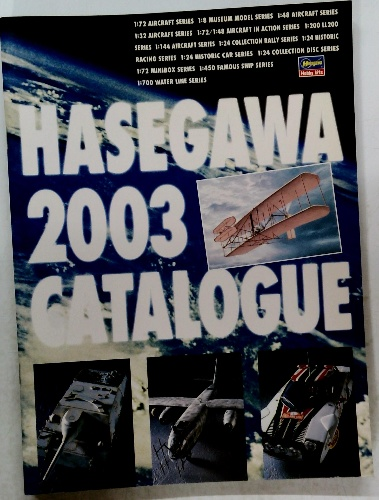 1:72 AIRCRAFT SERIES 1:8 MUSEUM MODEL SERIES 1:48 AIRCRAFT SERIES
1:32 AIRCRAFT SERIES 1:72/1:48 AIRCRAFT IN ACTION SERIES 1:200 LL200
SERIES 1:144 AIRCRAFT SERIES 1:24 COLLECTION RALLY SERIES 1:24 HISTORIC
RACING SERIES 1:24 HISTORIC CAR SERIES 1:24 COLLECTION DISC SERIES
1:72 MINIBOX SERIES 1:450 FAMOUS SHIP SERIES
1:700 WATER LINE SERIES
Hasegawa
Hobby Kits
HASEGAWA
2003
CATALOGUE